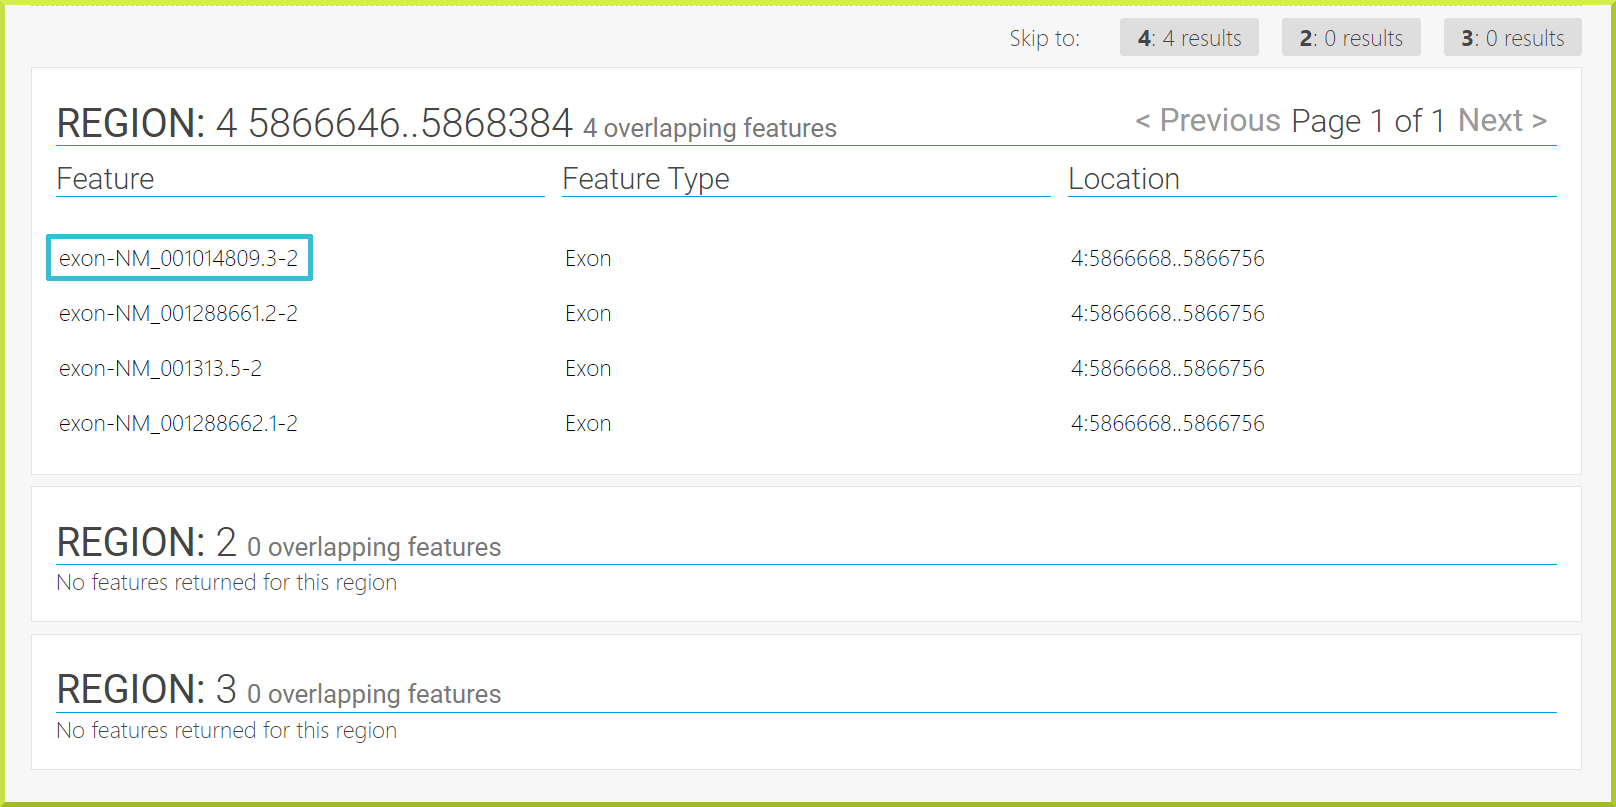 Skip to: 4: 4 results 2: 0 results 3: 0 results
REGION: 4 5866646..5868384 4 overlapping features < Previous Page 1 of 1 Next >
Feature Feature Type Location
exon-NM_001014809.3-2 Exon 4:5866668..5866756
exon-NM_001288661.2-2 Exon 4:5866668..5866756
exon-NM_001313.5-2 Exon 4:5866668..5866756
exon-NM_001288662.1-2 Exon 4:5866668..5866756
REGION: 2 0 overlapping features
No features returned for this region
REGION: 3 0 overlapping features
No features returned for this region